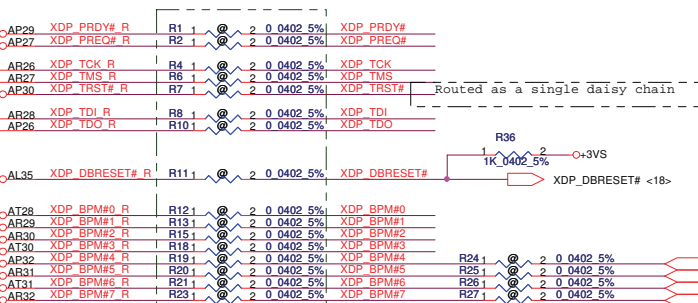 AP29 XDP_PRDY#_R R1 1 @ 2 0_0402_5% XDP_PRDY#
AP27 XDP_PREQ#_R R2 1 @ 2 0_0402_5% XDP_PREQ#
AR26 XDP_TCK_R R4 1 @ 2 0_0402_5% XDP_TCK
AR27 XDP_TMS_R R6 1 @ 2 0_0402_5% XDP_TMS
AP30 XDP_TRST#_R R7 1 @ 2 0_0402_5% XDP_TRST#
Routed as a single daisy chain
AR28 XDP_TDI_R R8 1 @ 2 0_0402_5% XDP_TDI
AP26 XDP_TDO_R R10 1 @ 2 0_0402_5% XDP_TDO
R36
1 2 +3VS
1K_0402_5%
AL35 XDP_DBRESET#_R R11 1 @ 2 0_0402_5% XDP_DBRESET#
XDP_DBRESET# <18>
AT28 XDP_BPM#0_R R12 1 @ 2 0_0402_5% XDP_BPM#0
AR29 XDP_BPM#1_R R13 1 @ 2 0_0402_5% XDP_BPM#1
AR30 XDP_BPM#2_R R15 1 @ 2 0_0402_5% XDP_BPM#2
AT30 XDP_BPM#3_R R18 1 @ 2 0_0402_5% XDP_BPM#3
AP32 XDP_BPM#4_R R19 1 @ 2 0_0402_5% XDP_BPM#4 R24 1 @ 2 0_0402_5%
AR31 XDP_BPM#5_R R20 1 @ 2 0_0402_5% XDP_BPM#5 R25 1 @ 2 0_0402_5%
AT31 XDP_BPM#6_R R22 1 @ 2 0_0402_5% XDP_BPM#6 R26 1 @ 2 0_0402_5%
AR32 XDP_BPM#7_R R23 1 @ 2 0_0402_5% XDP_BPM#7 R27 1 @ 2 0_0402_5%